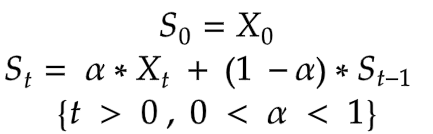 S₀ = X₀
Sₜ = α * Xₜ + (1 − α) * Sₜ₋₁
{t > 0 , 0 < α < 1}